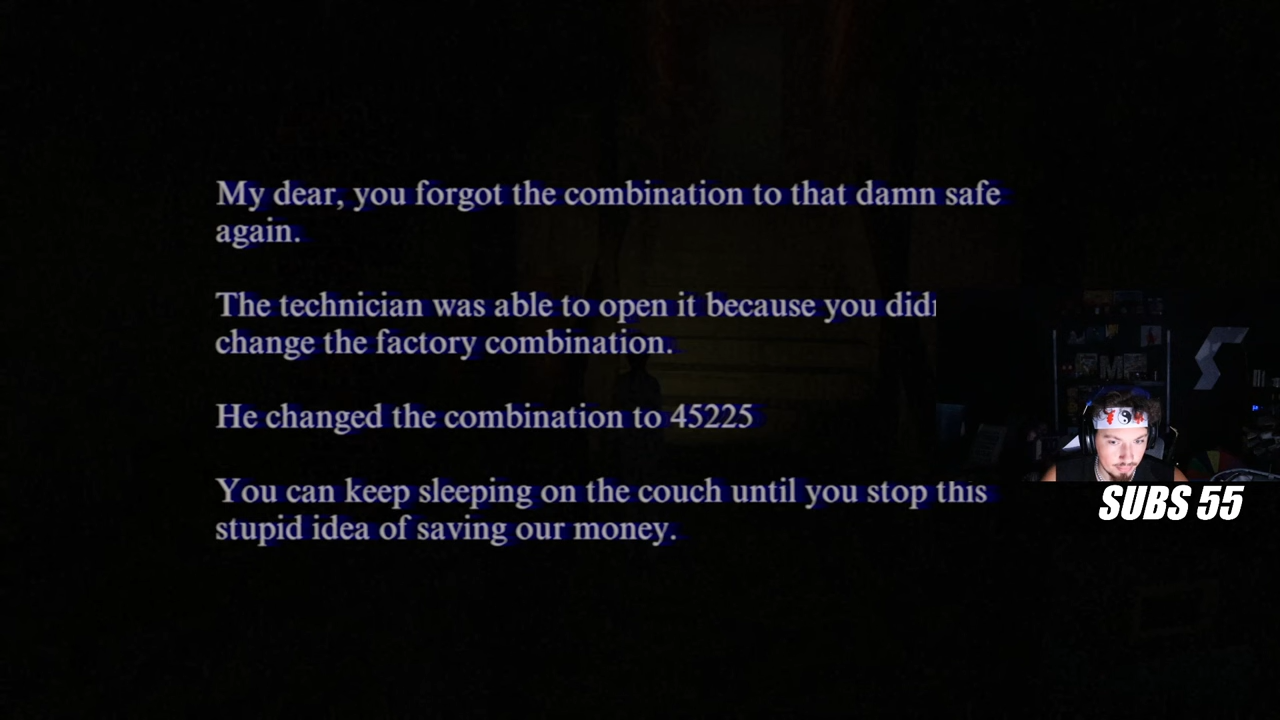 My dear, you forgot the combination to that damn safe
again.
The technician was able to open it because you
change the factory combination.
He changed the combination to 45225
You can keep sleeping on the couch until you stop this
stupid idea of saving our money.
SUBS 55